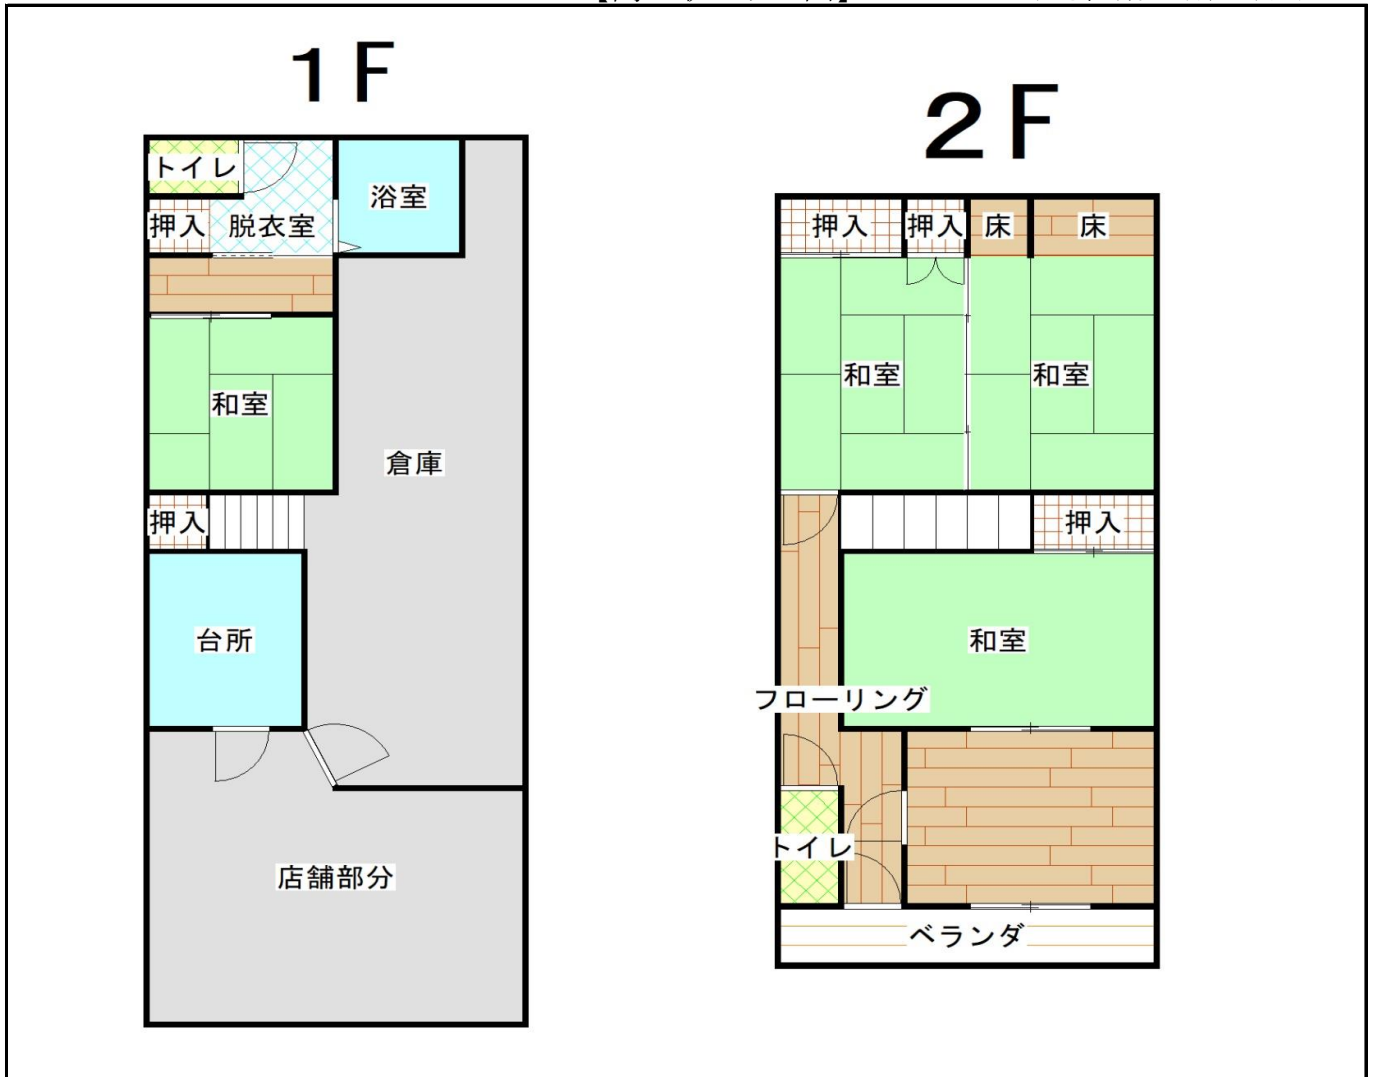 1F
トイレ
浴室
押入
脱衣室
和室
倉庫
押入
台所
店舗部分
2F
押入
押入
床
床
和室
和室
押入
和室
フローリング
トイレ
ベランダ